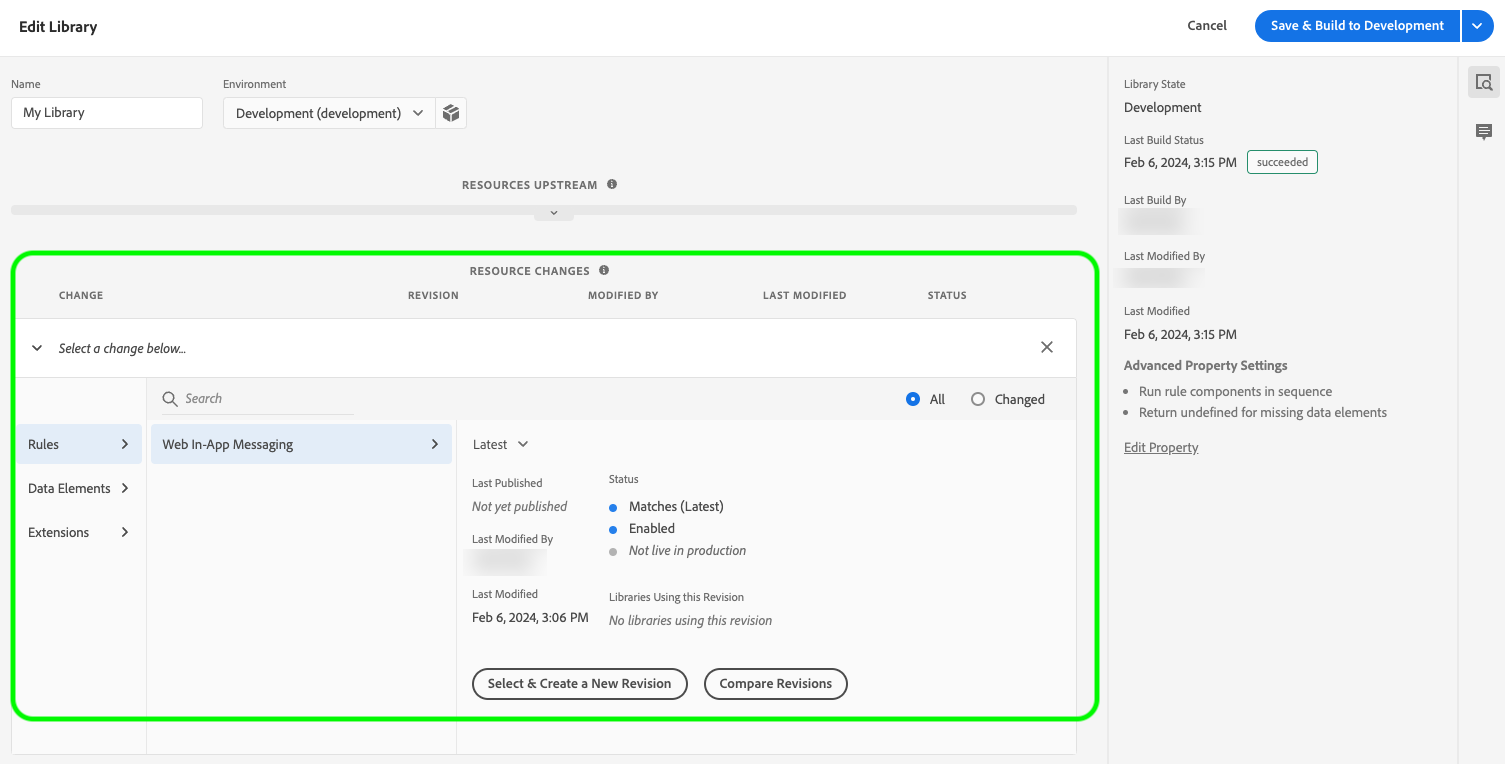 Edit Library
Cancel
Save & Build to Development
Name
Environment
My Library
Development (development)
RESOURCES UPSTREAM
RESOURCE CHANGES
CHANGE REVISION MODIFIED BY LAST MODIFIED STATUS
Select a change below...
Search
All
Changed
Rules
Data Elements
Extensions
Web In-App Messaging
Latest
Last Published
Not yet published
Last Modified By
Last Modified
Feb 6, 2024, 3:06 PM
Status
Matches (Latest)
Enabled
Not live in production
Libraries Using this Revision
No libraries using this revision
Select & Create a New Revision
Compare Revisions
Library State
Development
Last Build Status
Feb 6, 2024, 3:15 PM succeeded
Last Build By
Last Modified By
Last Modified
Feb 6, 2024, 3:15 PM
Advanced Property Settings
Run rule components in sequence
Return undefined for missing data elements
Edit Property